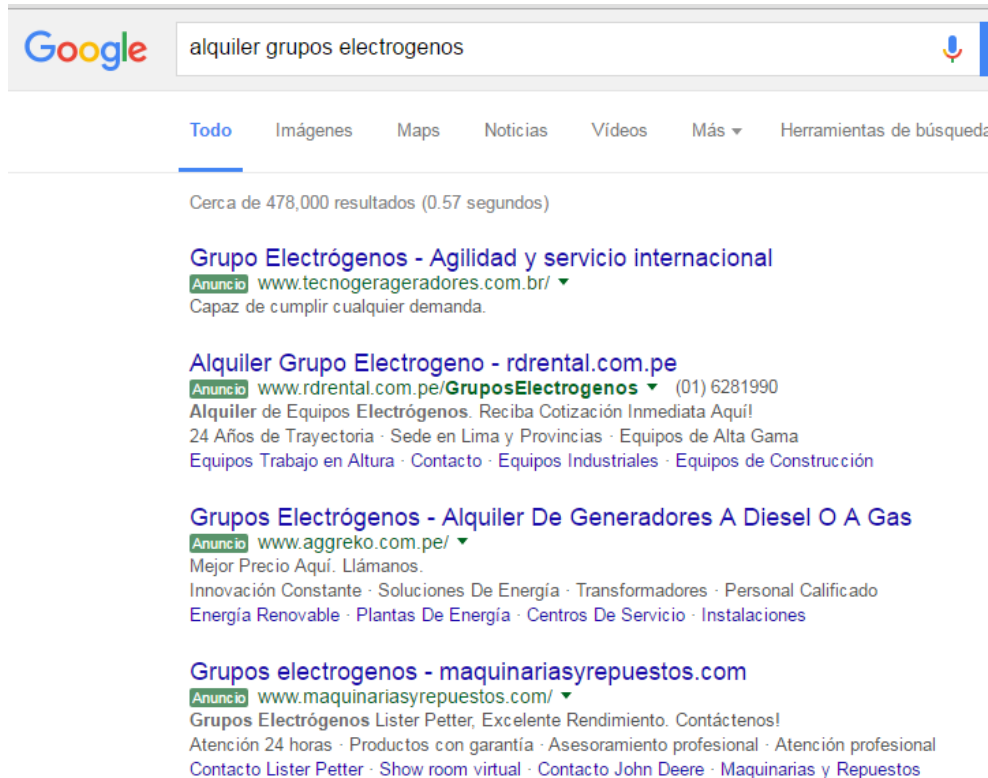 Google alquiler grupos electrogenos
Todo Imágenes Maps Noticias Vídeos Más Herramientas de búsqueda
Cerca de 478,000 resultados (0.57 segundos)
Grupo Electrógenos - Agilidad y servicio internacional
Anuncio www.tecnogerageradores.com.br/
Capaz de cumplir cualquier demanda.
Alquiler Grupo Electrogeno - rdrental.com.pe
Anuncio www.rdrental.com.pe/GruposElectrogenos (01) 6281990
Alquiler de Equipos Electrógenos. Reciba Cotización Inmediata Aquí!
24 Años de Trayectoria · Sede en Lima y Provincias · Equipos de Alta Gama
Equipos Trabajo en Altura · Contacto · Equipos Industriales · Equipos de Construcción
Grupos Electrógenos - Alquiler De Generadores A Diesel O A Gas
Anuncio www.aggreko.com.pe/
Mejor Precio Aquí. Llámanos.
Innovación Constante · Soluciones De Energía · Transformadores · Personal Calificado
Energía Renovable · Plantas De Energía · Centros De Servicio · Instalaciones
Grupos electrogenos - maquinariasyrepuestos.com
Anuncio www.maquinariasyrepuestos.com/
Grupos Electrógenos Lister Petter, Excelente Rendimiento. Contáctenos!
Atención 24 horas · Productos con garantía · Asesoramiento profesional · Atención profesional
Contacto Lister Petter · Show room virtual · Contacto John Deere · Maquinarias y Repuestos